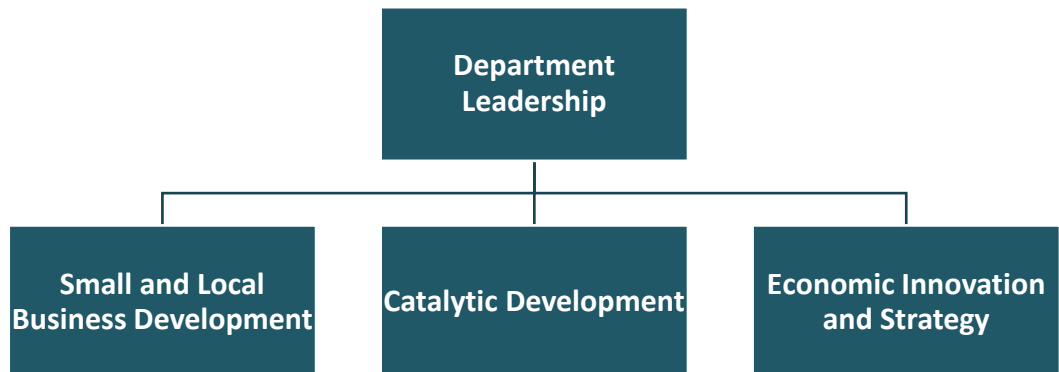 Department
Leadership
Small and Local
Business Development
Catalytic Development
Economic Innovation
and Strategy